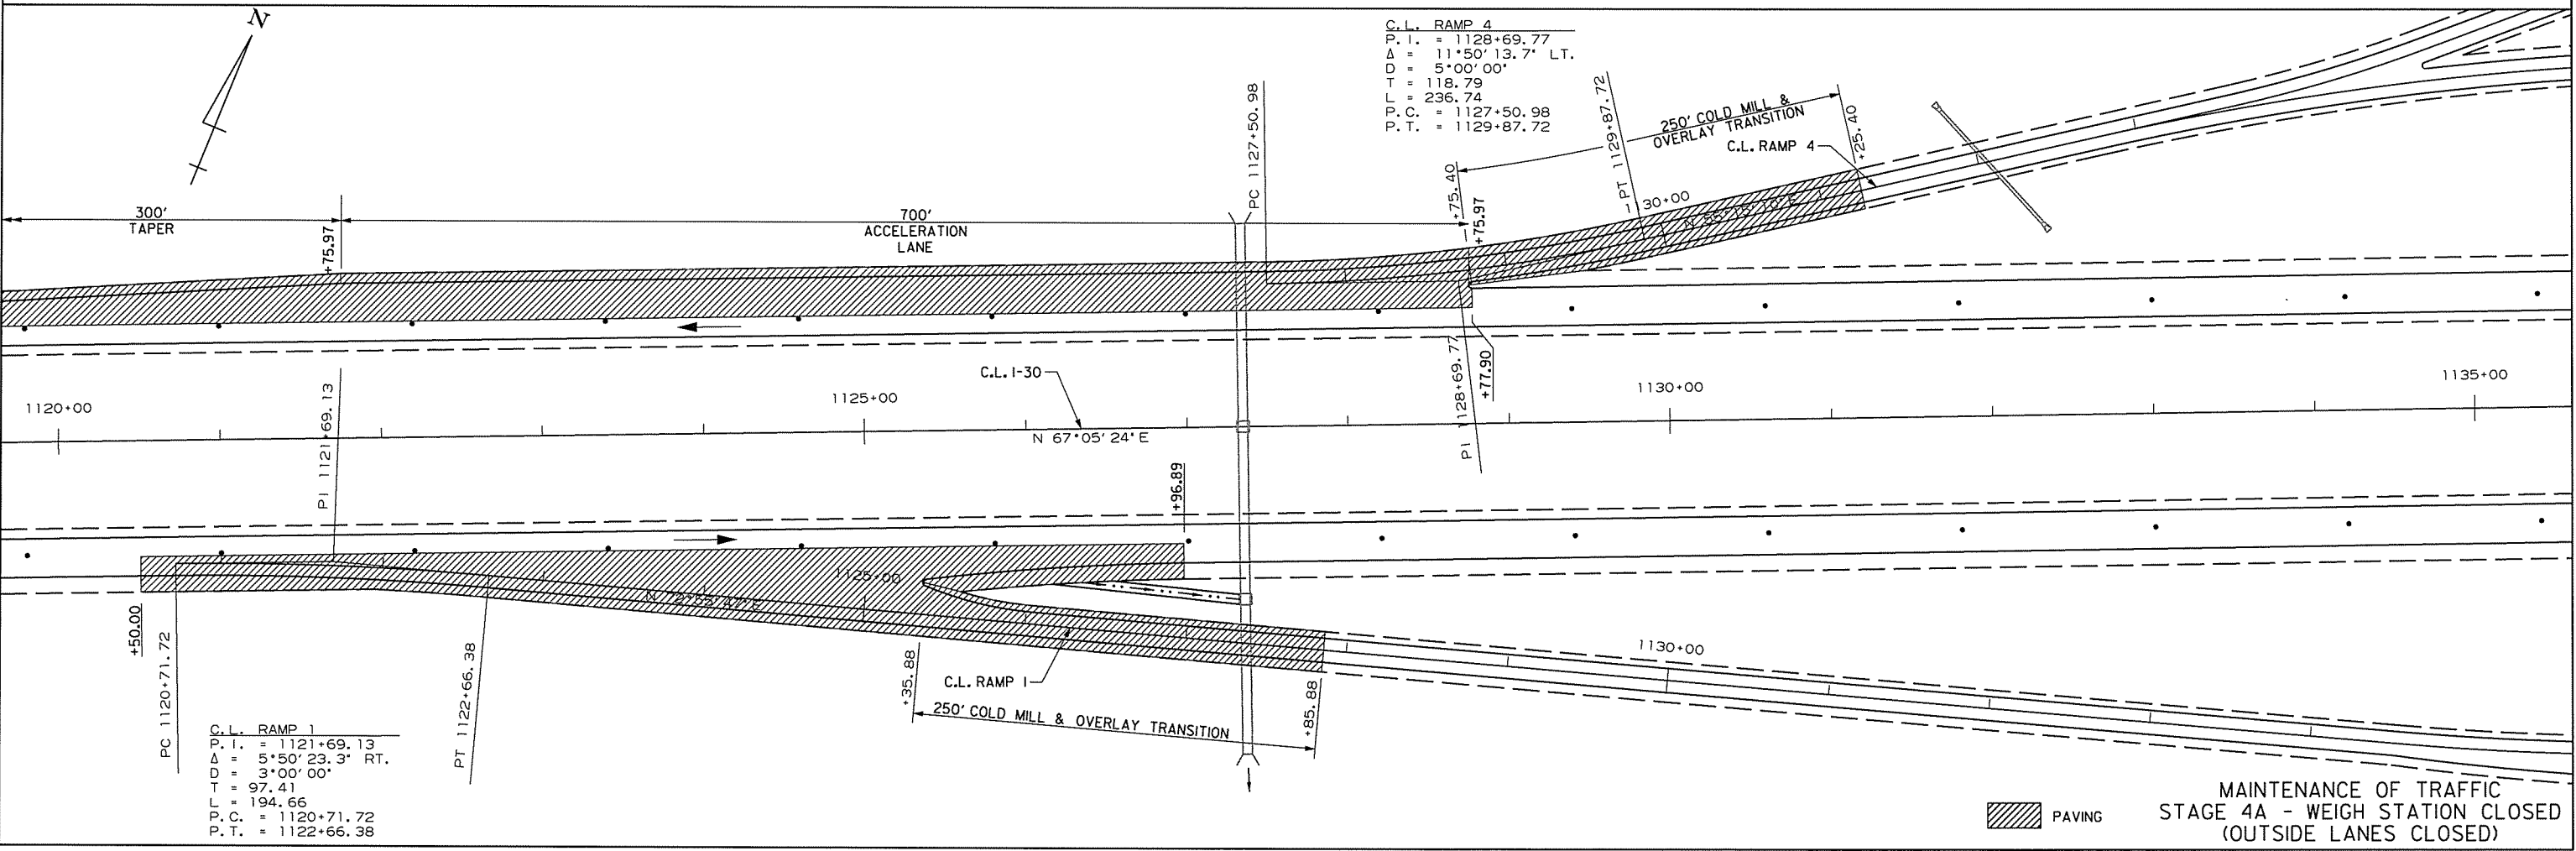 N
C.L. RAMP 4
P.I. = 1128+69.77
Δ = 11°50'13.7" LT.
D = 5°00'00"
T = 118.79
L = 236.74
P.C. = 1127+50.98
P.T. = 1129+87.72
300'
TAPER
+75.97
700'
ACCELERATION
LANE
PC 1127+50.98
+75.40
+75.97
PT 1129+87.72
250' COLD MILL &
OVERLAY TRANSITION
C.L. RAMP 4
+25.40
1130+00
N 55°15'10" E
1120+00
PI 1121+69.13
1125+00
C.L. I-30
N 67°05'24" E
PI 1128+69.77
+77.90
1130+00
1135+00
+96.89
1125+00
N 72°55'47" E
+50.00
PC 1120+71.72
PT 1122+66.38
+35.88
C.L. RAMP 1
250' COLD MILL & OVERLAY TRANSITION
+85.88
1130+00
C.L. RAMP 1
P.I. = 1121+69.13
Δ = 5°50'23.3" RT.
D = 3°00'00"
T = 97.41
L = 194.66
P.C. = 1120+71.72
P.T. = 1122+66.38
PAVING
MAINTENANCE OF TRAFFIC
STAGE 4A - WEIGH STATION CLOSED
(OUTSIDE LANES CLOSED)